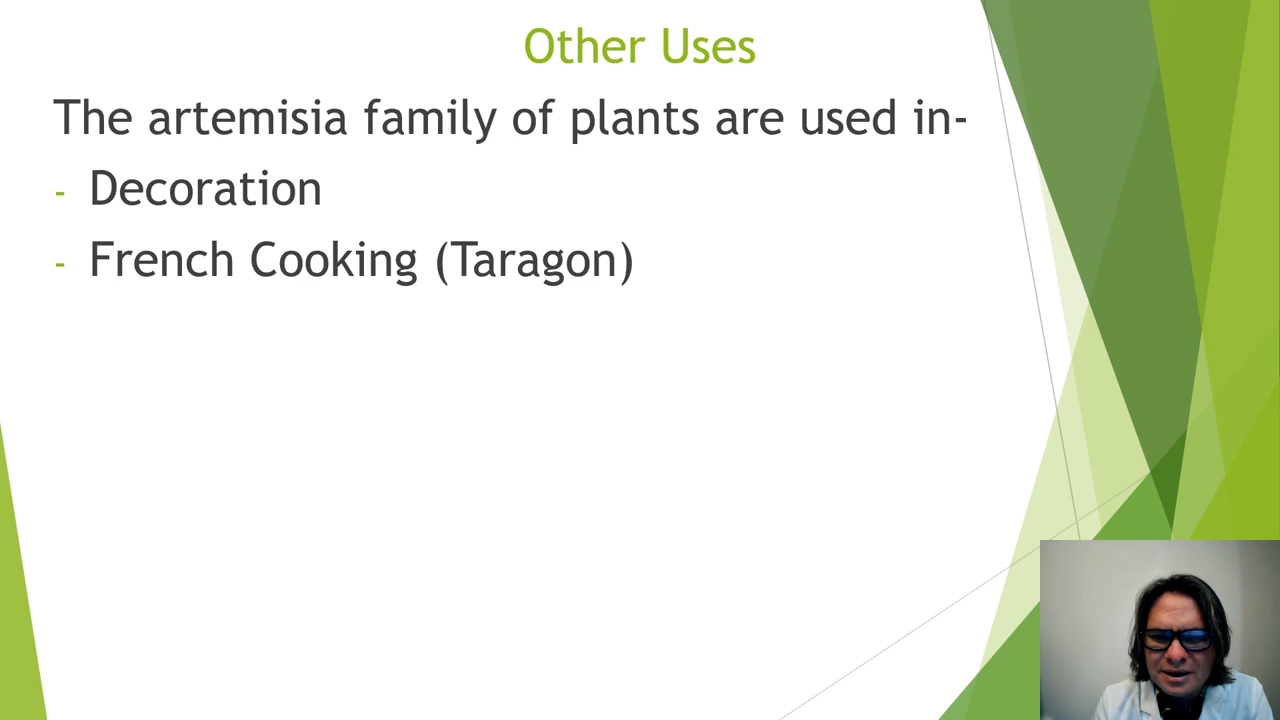 Other Uses
The artemisia family of plants are used in-
- Decoration
- French Cooking (Taragon)